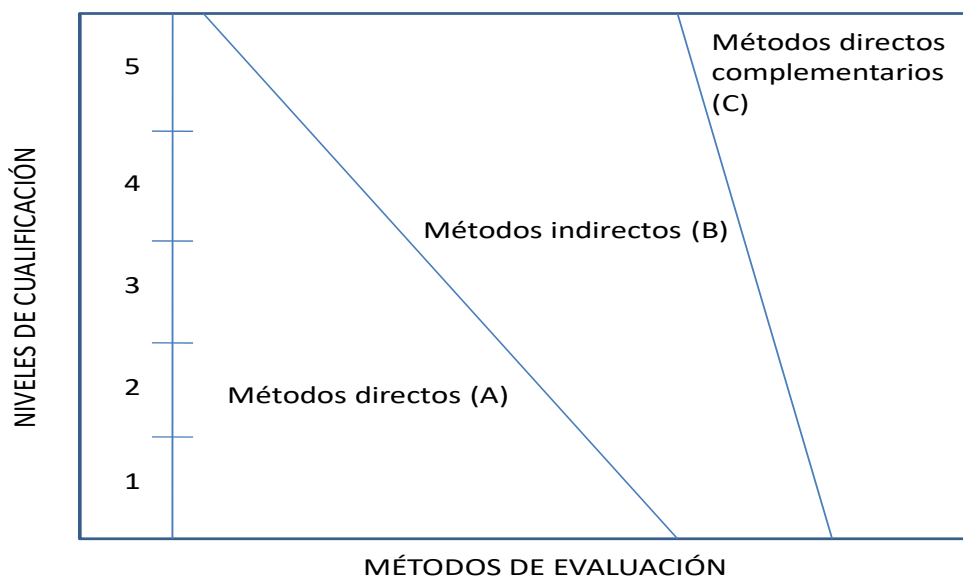 Métodos directos
complementarios
(C)
5
4
Métodos indirectos (B)
3
2
Métodos directos (A)
1
NIVELES DE CUALIFICACIÓN
MÉTODOS DE EVALUACIÓN